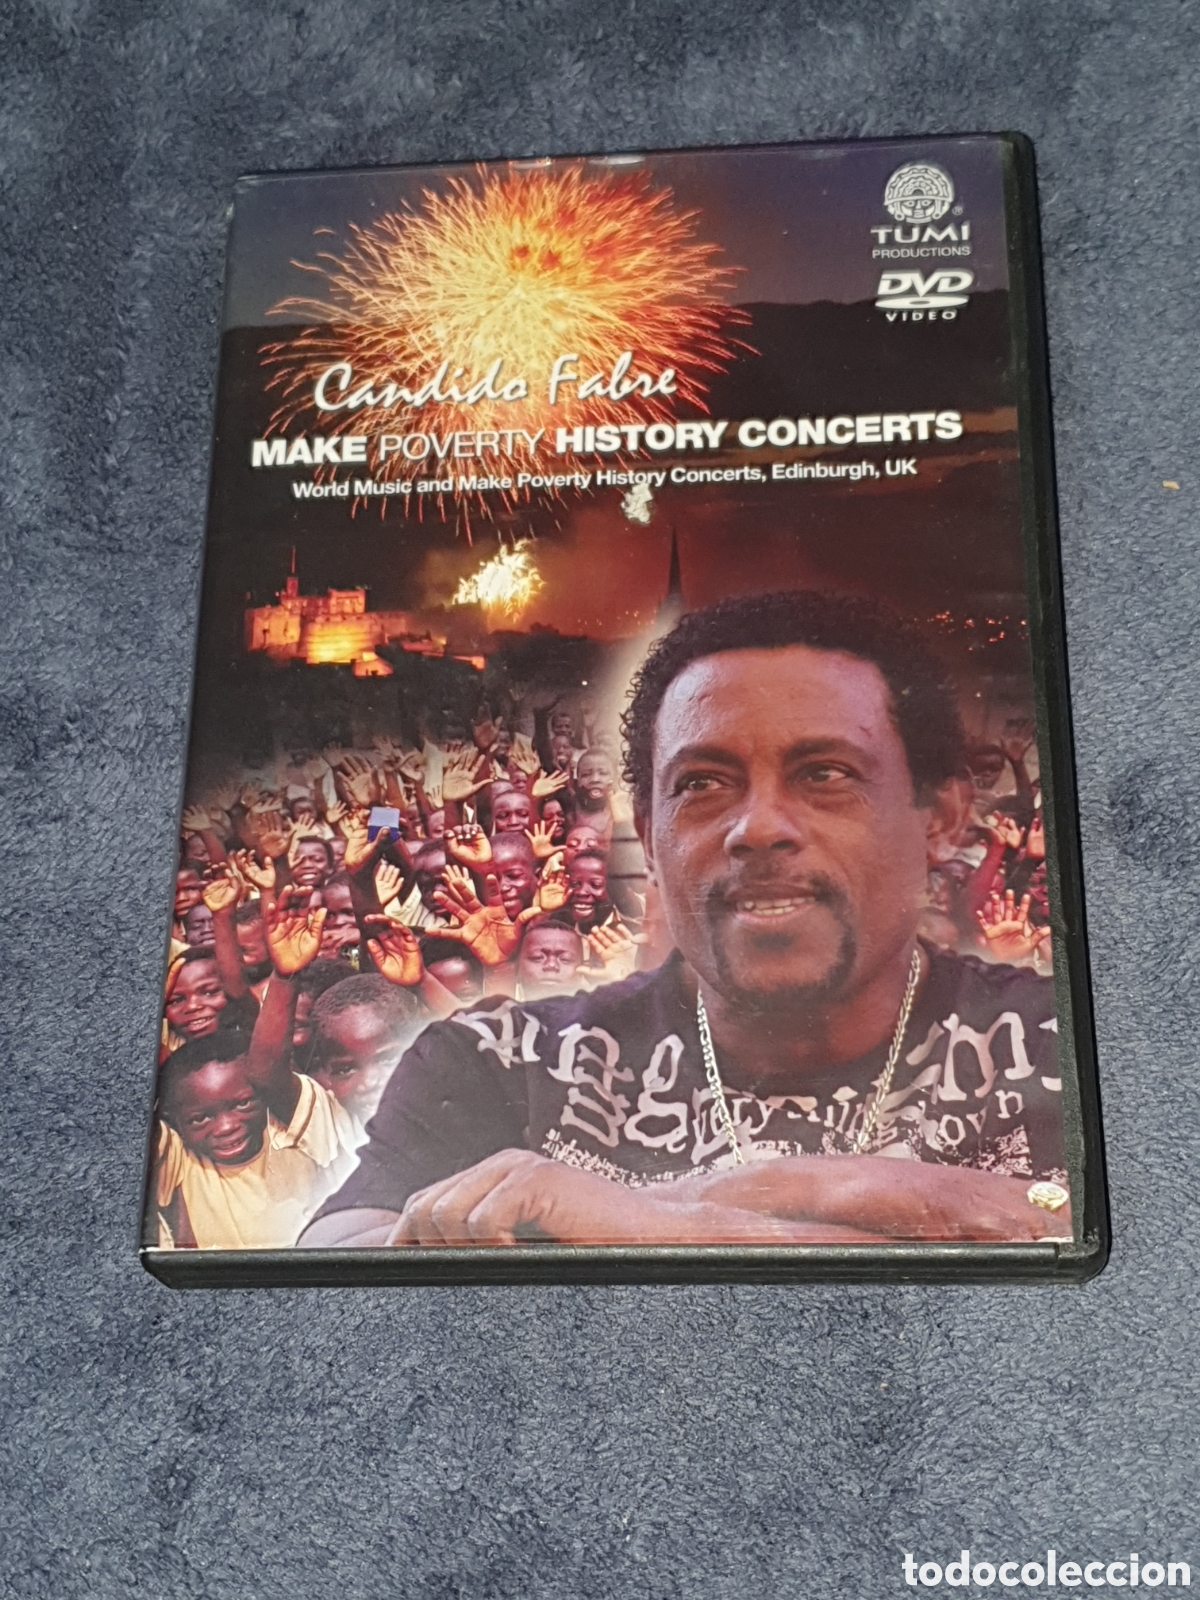 TUMI
®
PRODUCTIONS
DVD
VIDEO
Candido Fabre
MAKE POVERTY HISTORY CONCERTS
World Music and Make Poverty History Concerts, Edinburgh, UK
todocoleccion